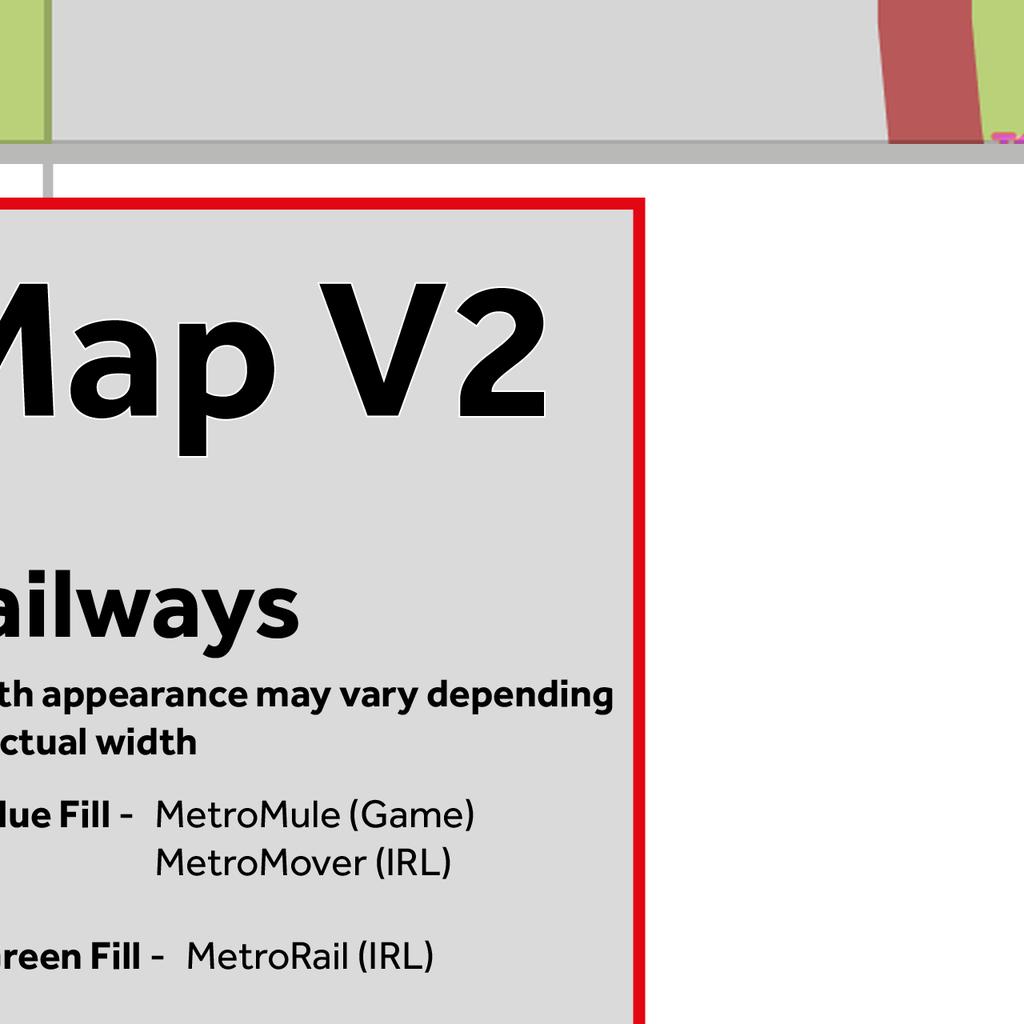 Map V2
ailways
th appearance may vary depending
ctual width
lue Fill - MetroMule (Game)
MetroMover (IRL)
reen Fill - MetroRail (IRL)